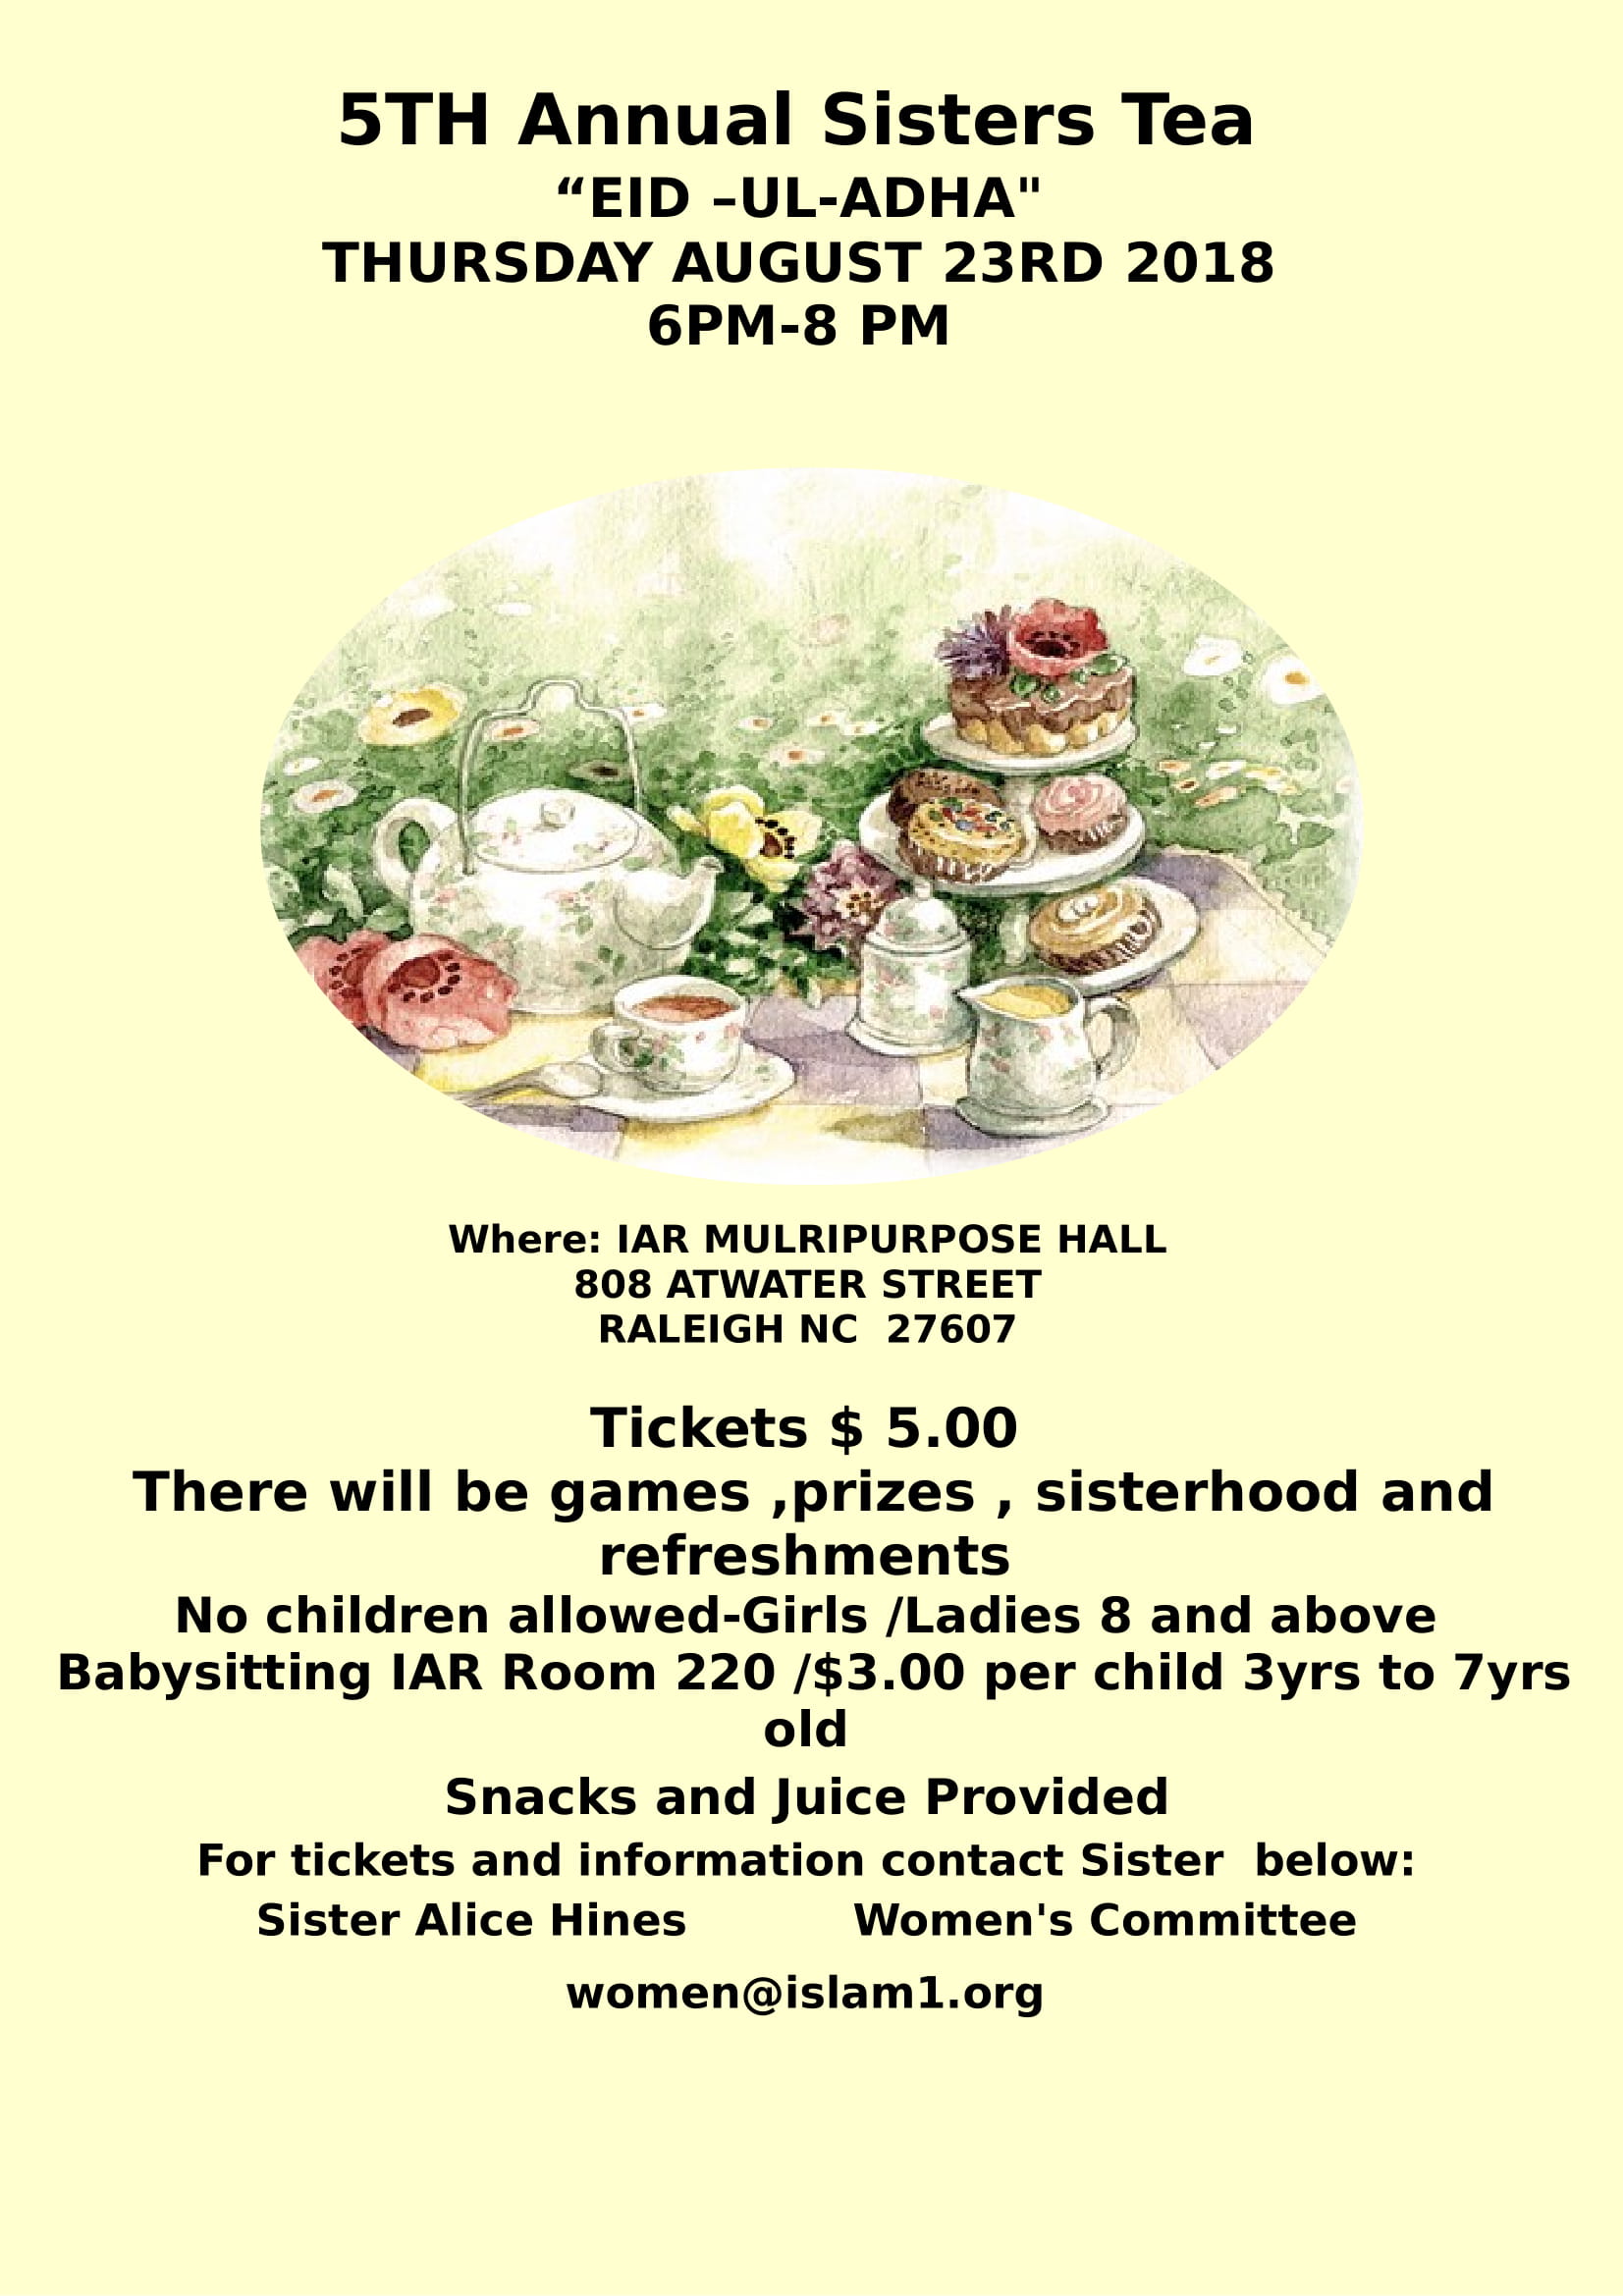 5TH Annual Sisters Tea
“EID –UL-ADHA"
THURSDAY AUGUST 23RD 2018
6PM-8 PM
Where: IAR MULRIPURPOSE HALL
808 ATWATER STREET
RALEIGH NC  27607
Tickets $ 5.00
There will be games ,prizes , sisterhood and
refreshments
No children allowed-Girls /Ladies 8 and above
Babysitting IAR Room 220 /$3.00 per child 3yrs to 7yrs
old
Snacks and Juice Provided
For tickets and information contact Sister  below:
Sister Alice Hines          Women's Committee
women@islam1.org